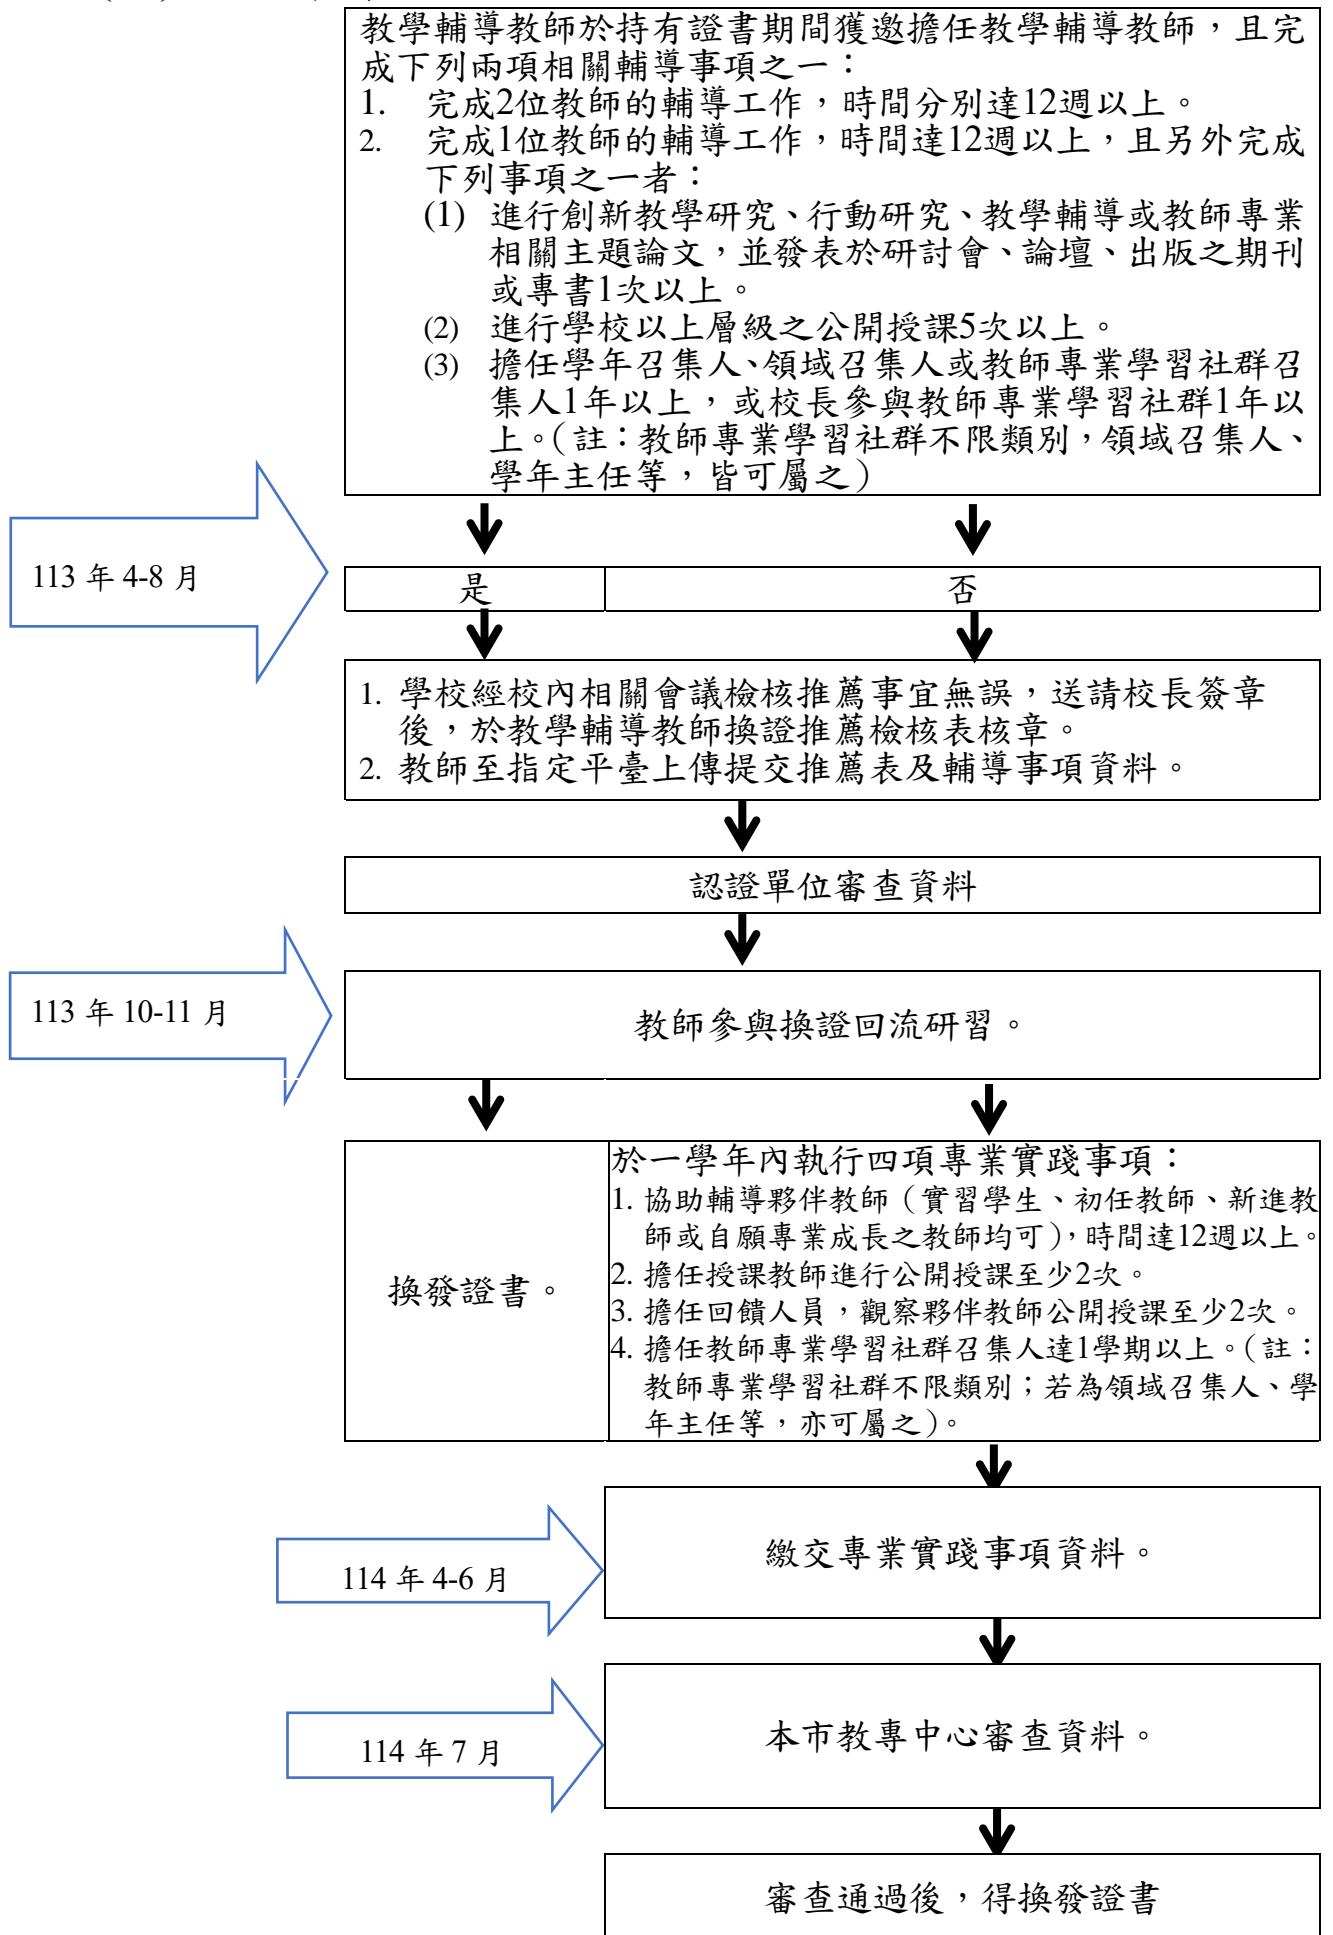 教學輔導教師於持有證書期間獲邀擔任教學輔導教師，且完
成下列兩項相關輔導事項之一：
1. 完成2位教師的輔導工作，時間分別達12週以上。
2. 完成1位教師的輔導工作，時間達12週以上，且另外完成
下列事項之一者：
(1) 進行創新教學研究、行動研究、教學輔導或教師專業
相關主題論文，並發表於研討會、論壇、出版之期刊
或專書1次以上。
(2) 進行學校以上層級之公開授課5次以上。
(3) 擔任學年召集人、領域召集人或教師專業學習社群召
集人1年以上，或校長參與教師專業學習社群1年以
上。（註：教師專業學習社群不限類別，領域召集人、
學年主任等，皆可屬之）
113 年 4-8 月
是
否
1. 學校經校內相關會議檢核推薦事宜無誤，送請校長簽章
後，於教學輔導教師換證推薦檢核表核章。
2. 教師至指定平臺上傳提交推薦表及輔導事項資料。
認證單位審查資料
113 年 10-11 月
教師參與換證回流研習。
換發證書。
於一學年內執行四項專業實踐事項：
1. 協助輔導夥伴教師（實習學生、初任教師、新進教
師或自願專業成長之教師均可），時間達12週以上。
2. 擔任授課教師進行公開授課至少2次。
3. 擔任回饋人員，觀察夥伴教師公開授課至少2次。
4. 擔任教師專業學習社群召集人達1學期以上。（註：
教師專業學習社群不限類別；若為領域召集人、學
年主任等，亦可屬之）。
114 年 4-6 月
繳交專業實踐事項資料。
114 年 7 月
本市教專中心審查資料。
審查通過後，得換發證書